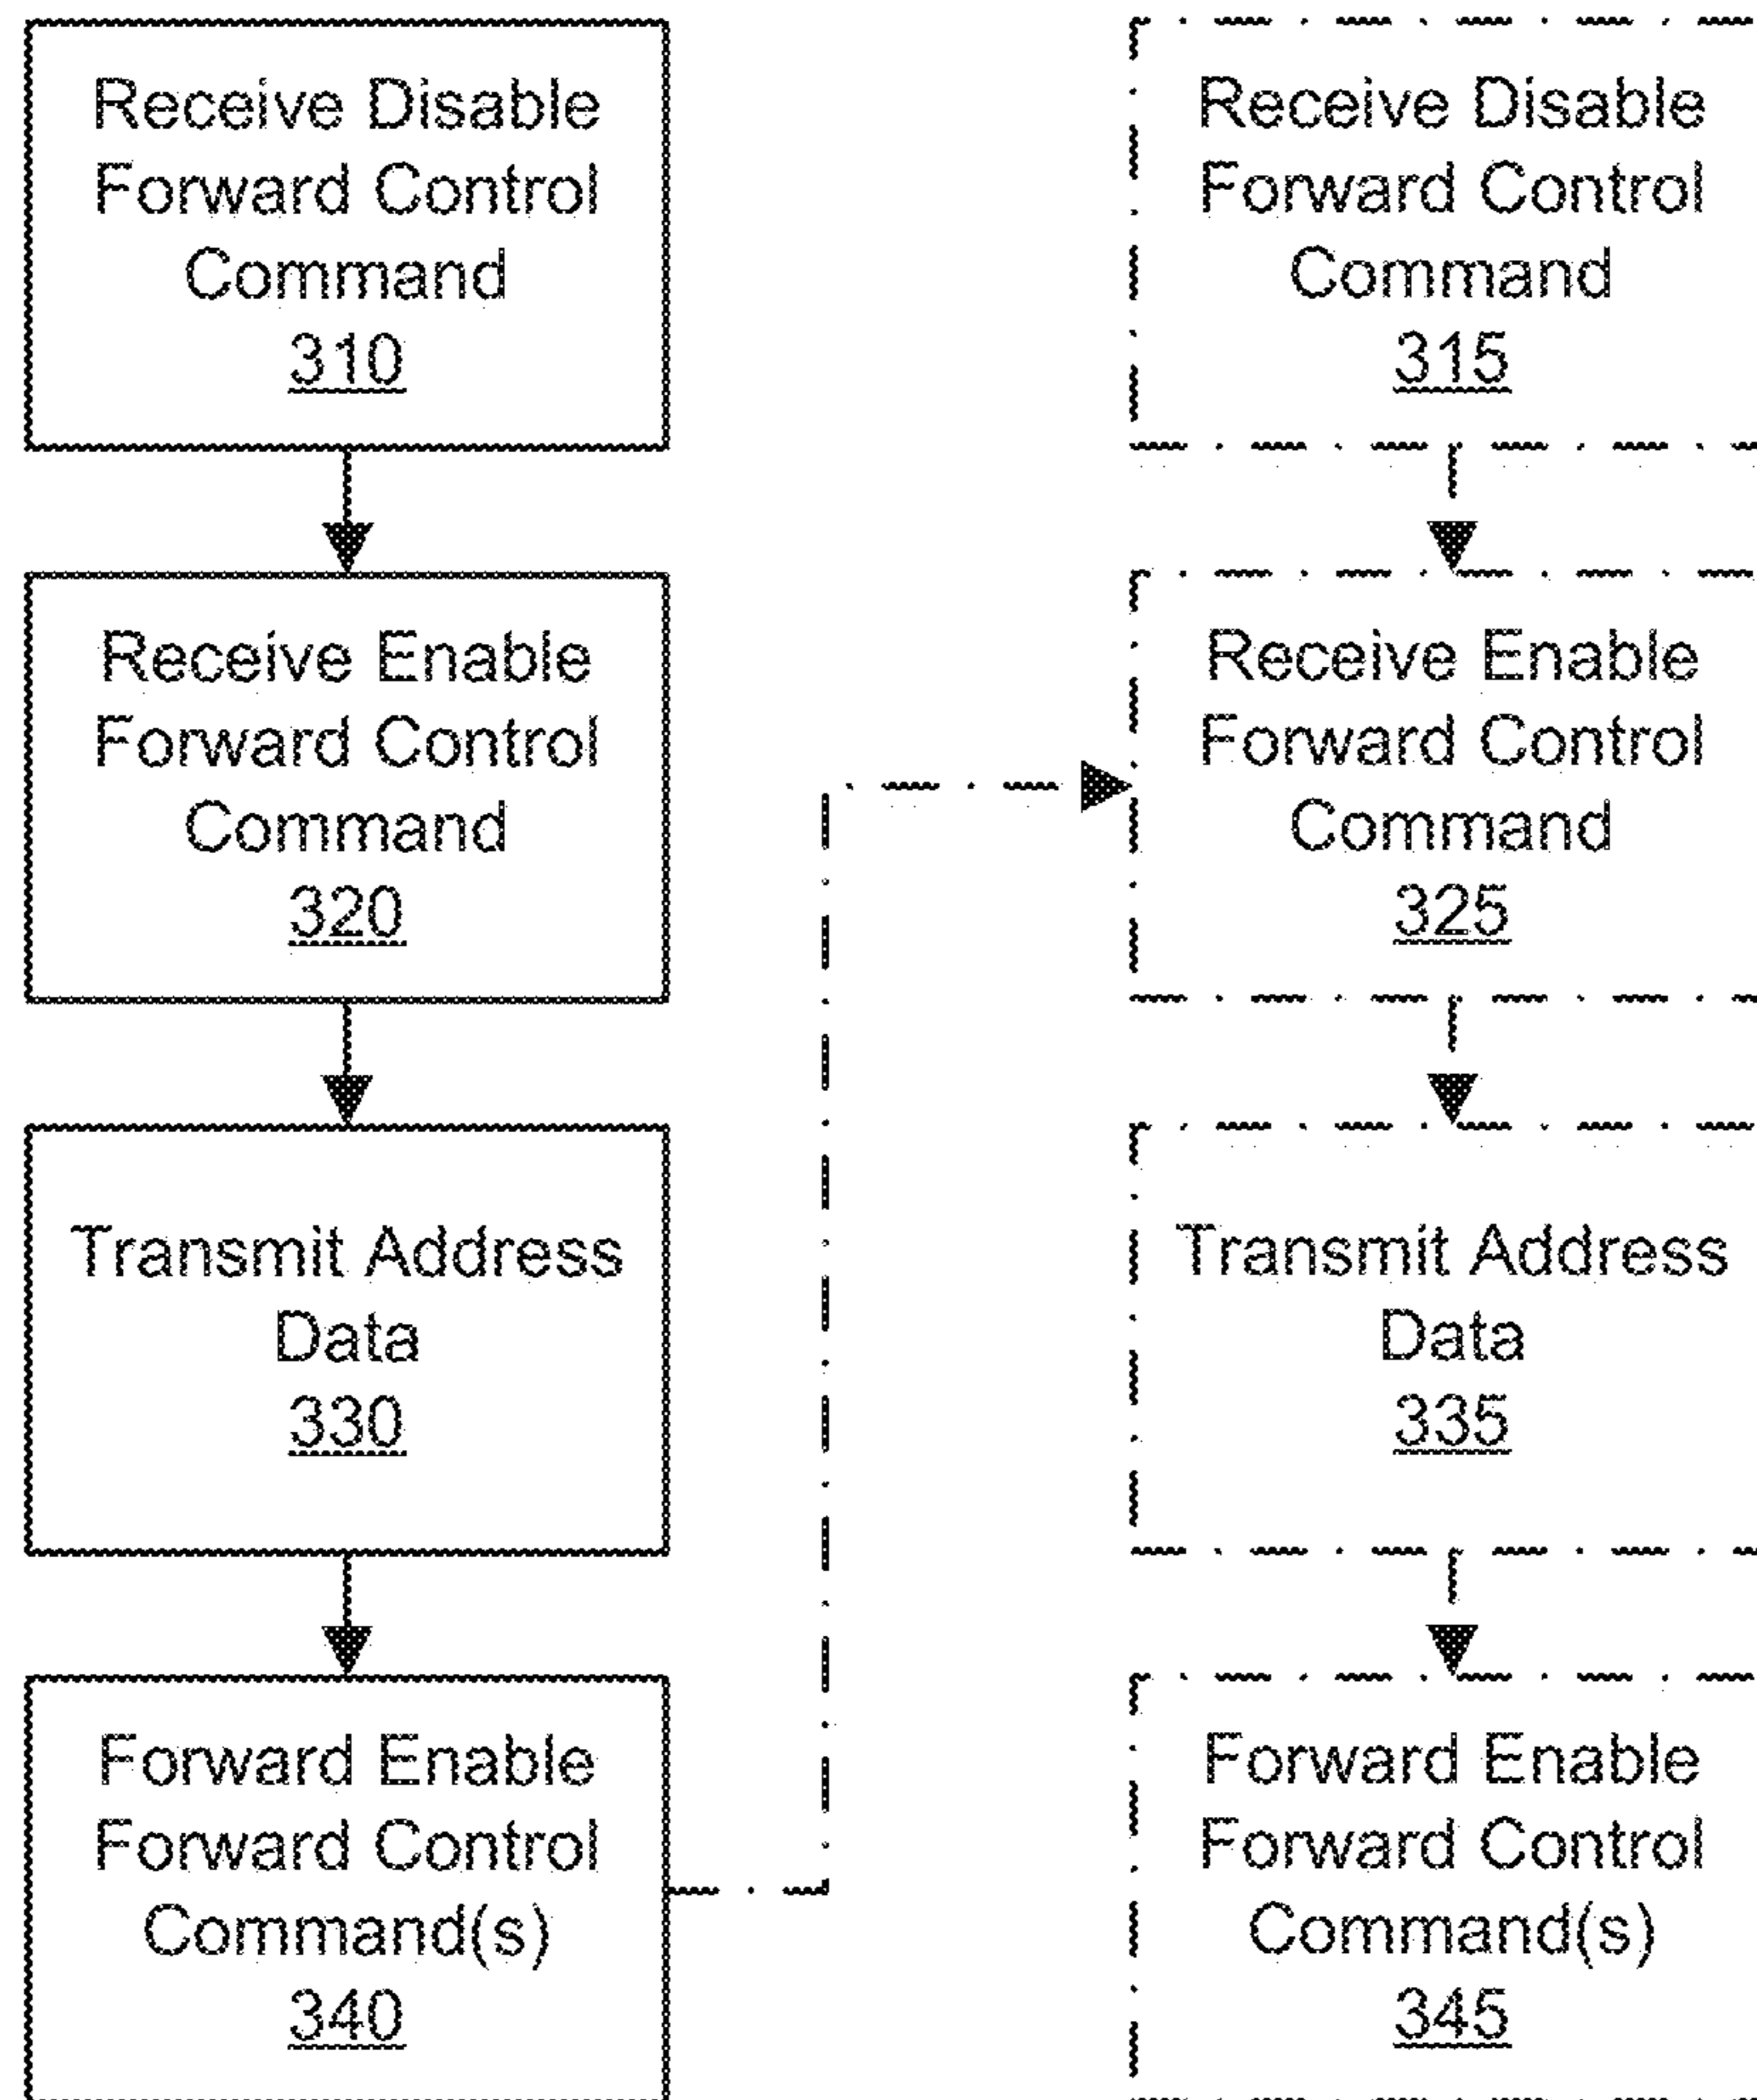 Receive Disable
Forward Control
Command
310
Receive Enable
Forward Control
Command
320
Transmit Address
Data
330
Forward Enable
Forward Control
Command(s)
340
Receive Disable
Forward Control
Command
315
Receive Enable
Forward Control
Command
325
Transmit Address
Data
335
Forward Enable
Forward Control
Command(s)
345